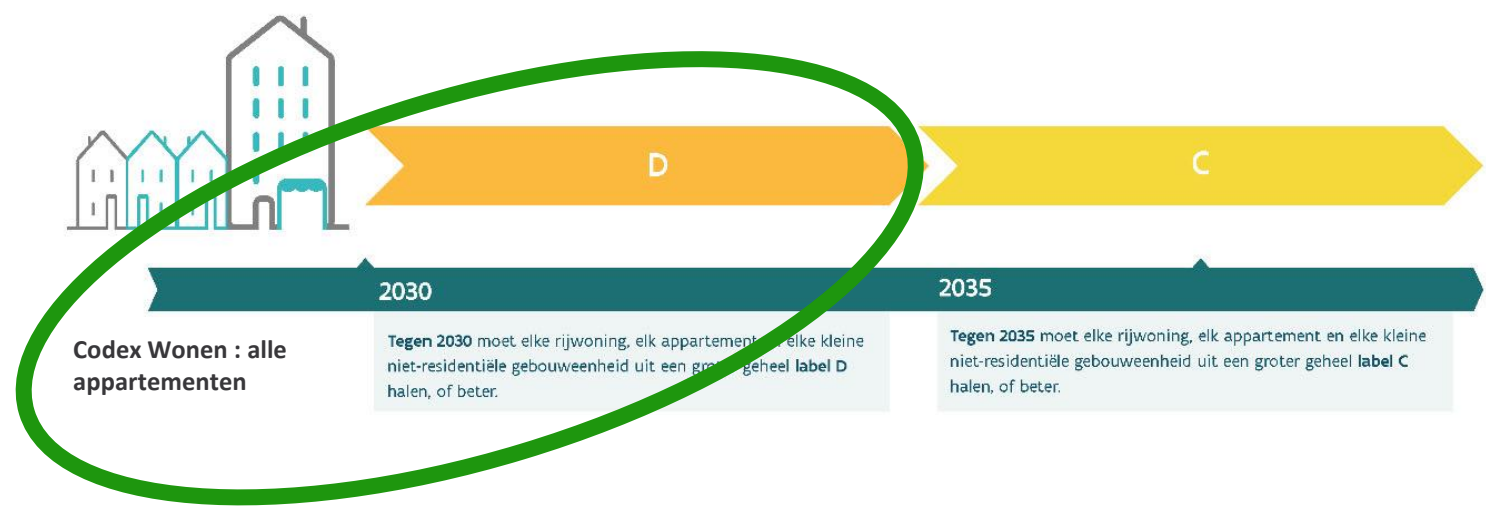 D
C
2030
2035
Codex Wonen : alle
appartementen
Tegen 2030 moet elke rijwoning, elk appartement en elke kleine
niet-residentiële gebouweenheid uit een groter geheel label D
halen, of beter.
Tegen 2035 moet elke rijwoning, elk appartement en elke kleine
niet-residentiële gebouweenheid uit een groter geheel label C
halen, of beter.